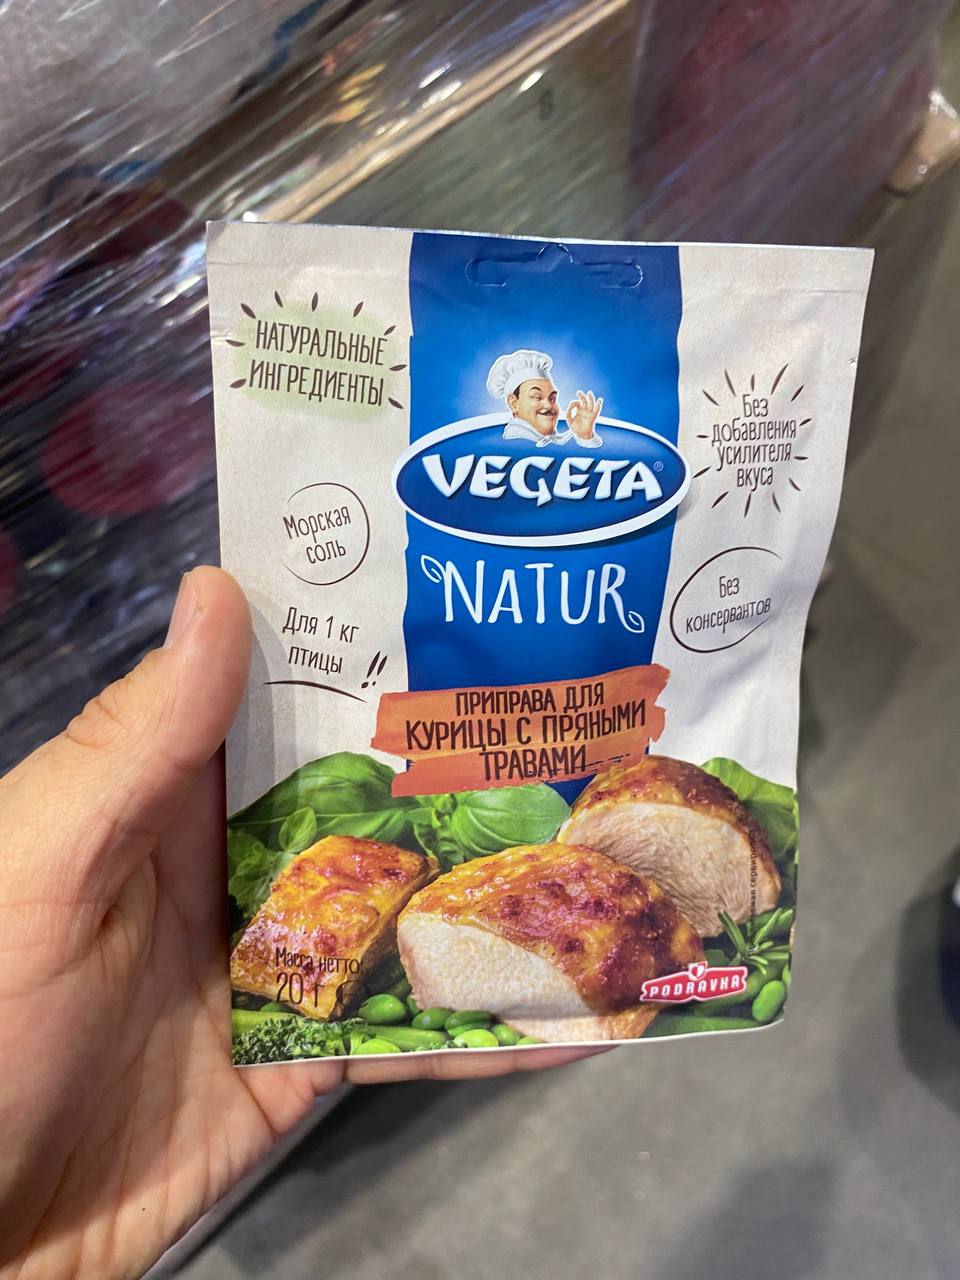 НАТУРАЛЬНЫЕ
ИНГРЕДИЕНТЫ
Без
добавления
усилителя
вкуса
VEGETA®
NATUR
Морская
соль
Без
консервантов
Для 1 кг
птицы !!
ПРИПРАВА ДЛЯ
КУРИЦЫ С ПРЯНЫМИ
ТРАВАМИ
Масса нетто:
20 г ℮
PODRAVKA